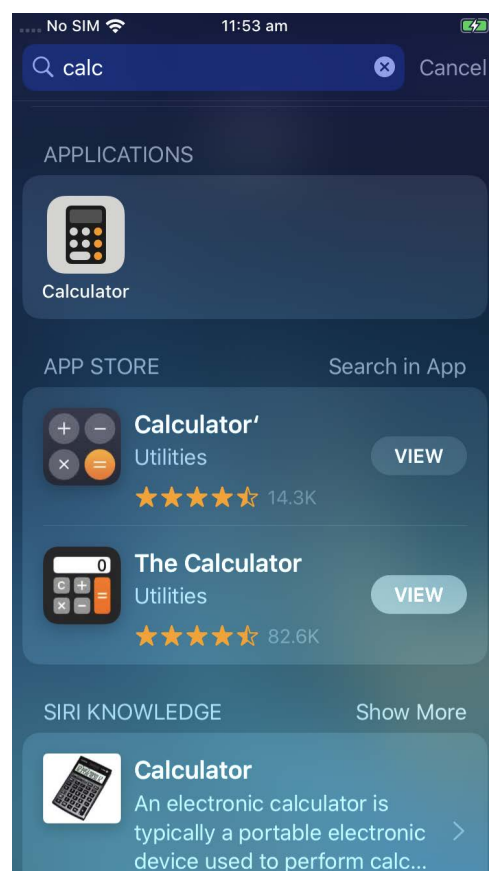 No SIM 11:53 am
calc Cancel
APPLICATIONS
Calculator
APP STORE Search in App
Calculator‘
Utilities VIEW
14.3K
0
C
The Calculator
Utilities VIEW
82.6K
SIRI KNOWLEDGE Show More
Calculator
An electronic calculator is
typically a portable electronic
device used to perform calc...